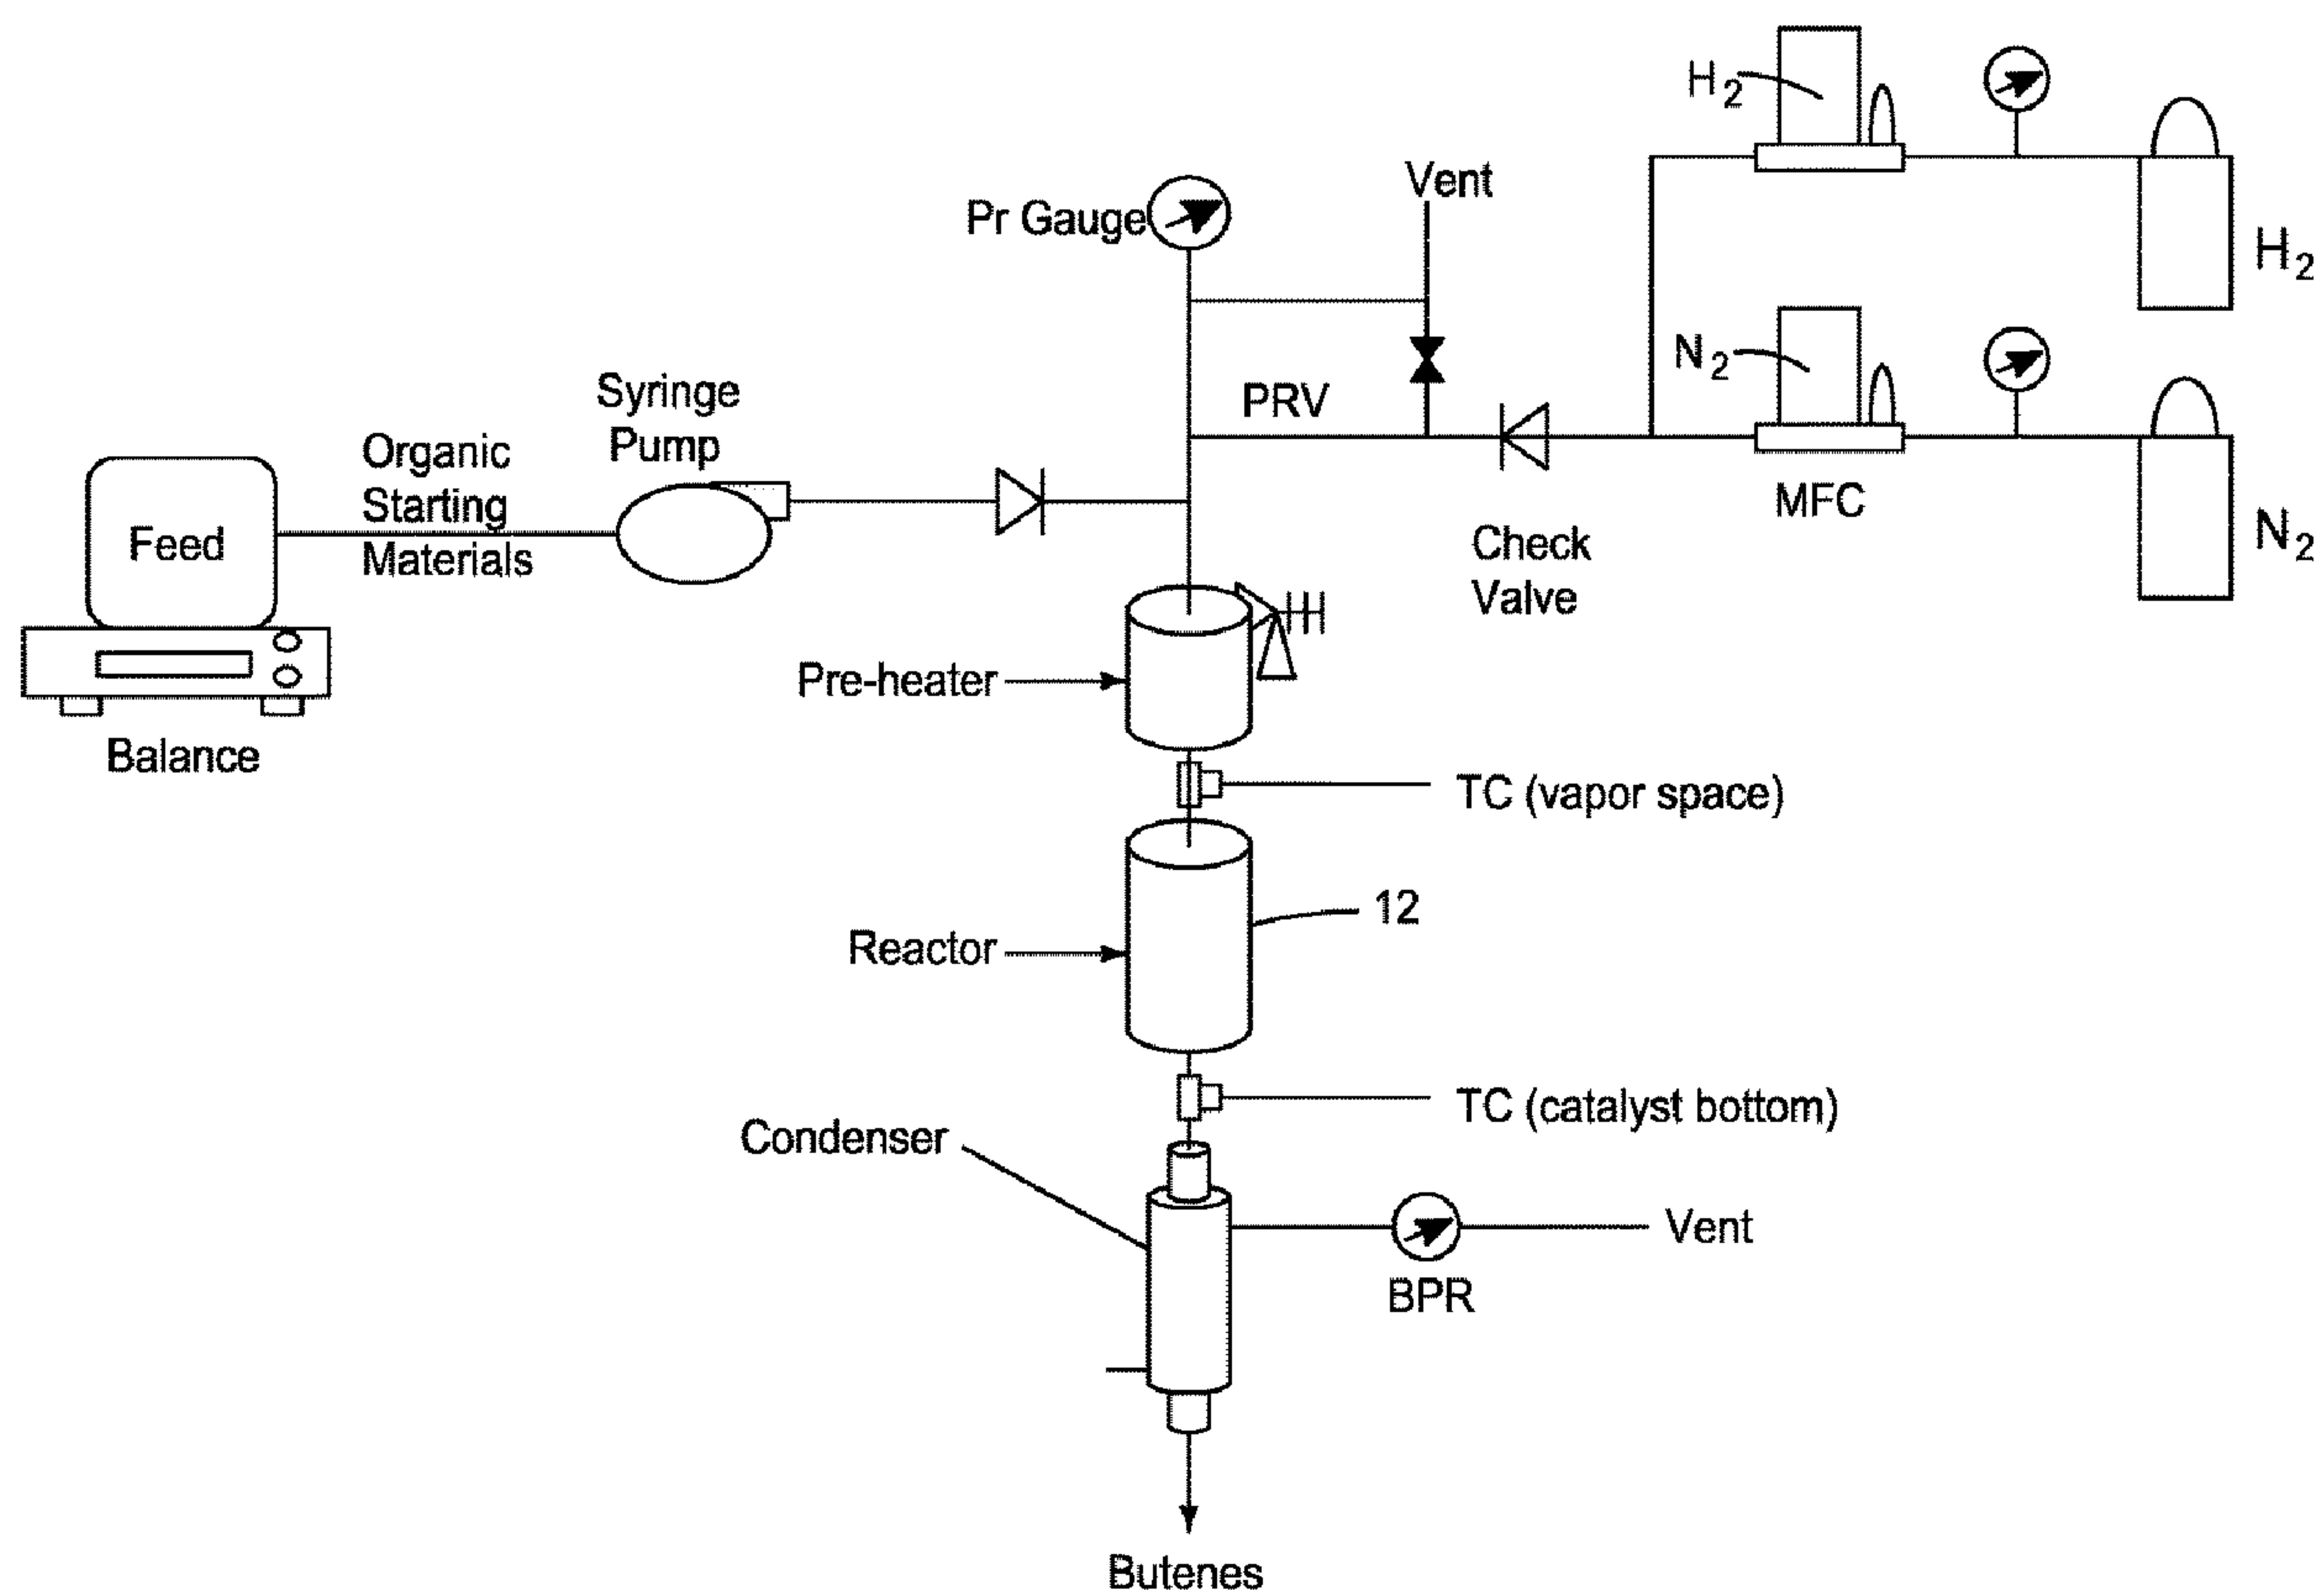 H2
Vent
Pr Gauge
H2
N2
Syringe
Pump
PRV
Organic
Starting
Materials
Feed
MFC
N2
Check
Valve
Pre-heater
Balance
TC (vapor space)
12
Reactor
TC (catalyst bottom)
Condenser
Vent
BPR
Butenes